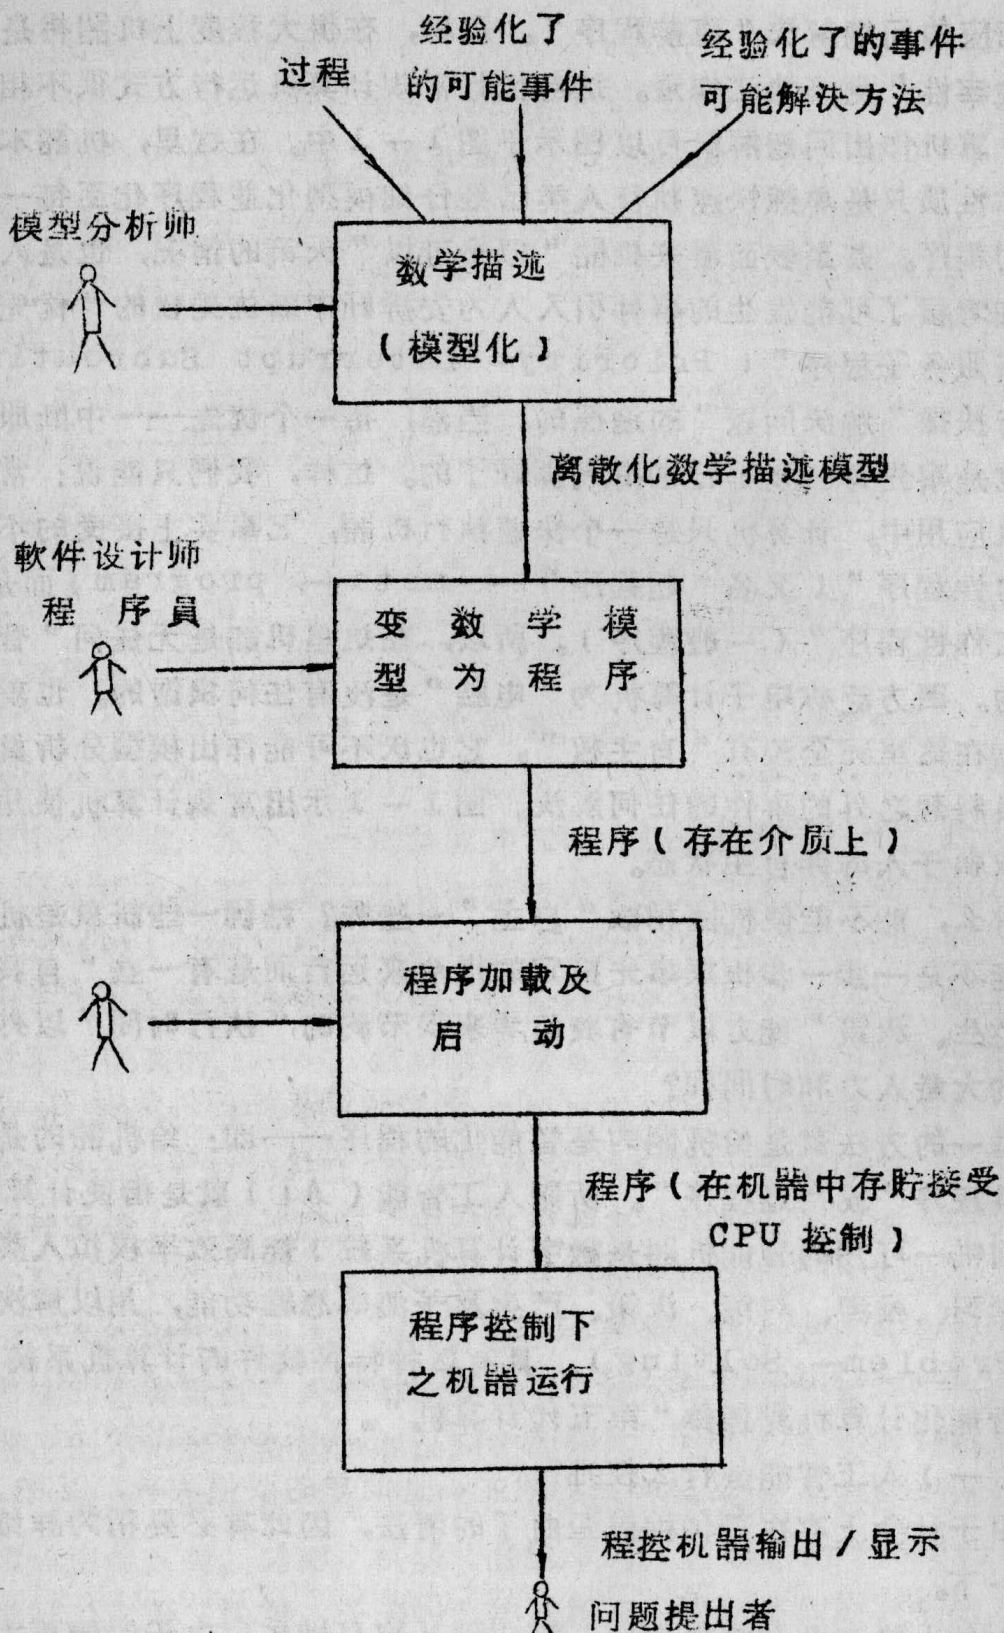 过程
经验化了
的可能事件
经验化了的事件
可能解决方法
模型分析师
数学描述
(模型化)
离散化数学描述模型
軟件设计师
程 序員
变 数 学 模
型 为 程 序
程序(存在介质上)
程序加載及
启 动
程序(在机器中存貯接受
CPU 控制)
程序控制下
之机器运行
程控机器输出/显示
问题提出者